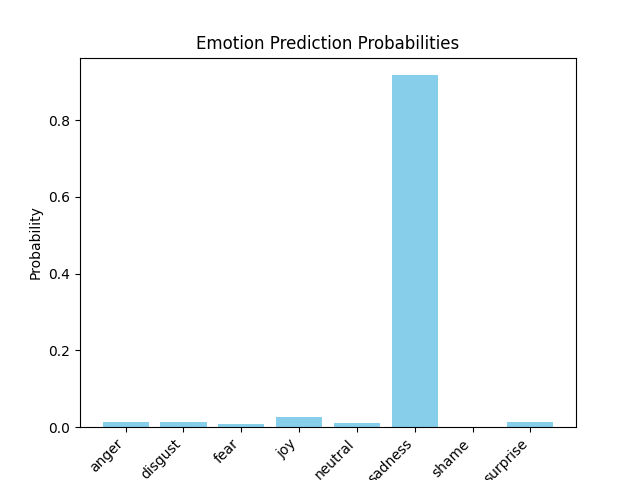 Emotion Prediction Probabilities
Probability
0.8
0.6
0.4
0.2
0.0
anger
disgust
fear
joy
neutral
sadness
shame
surprise